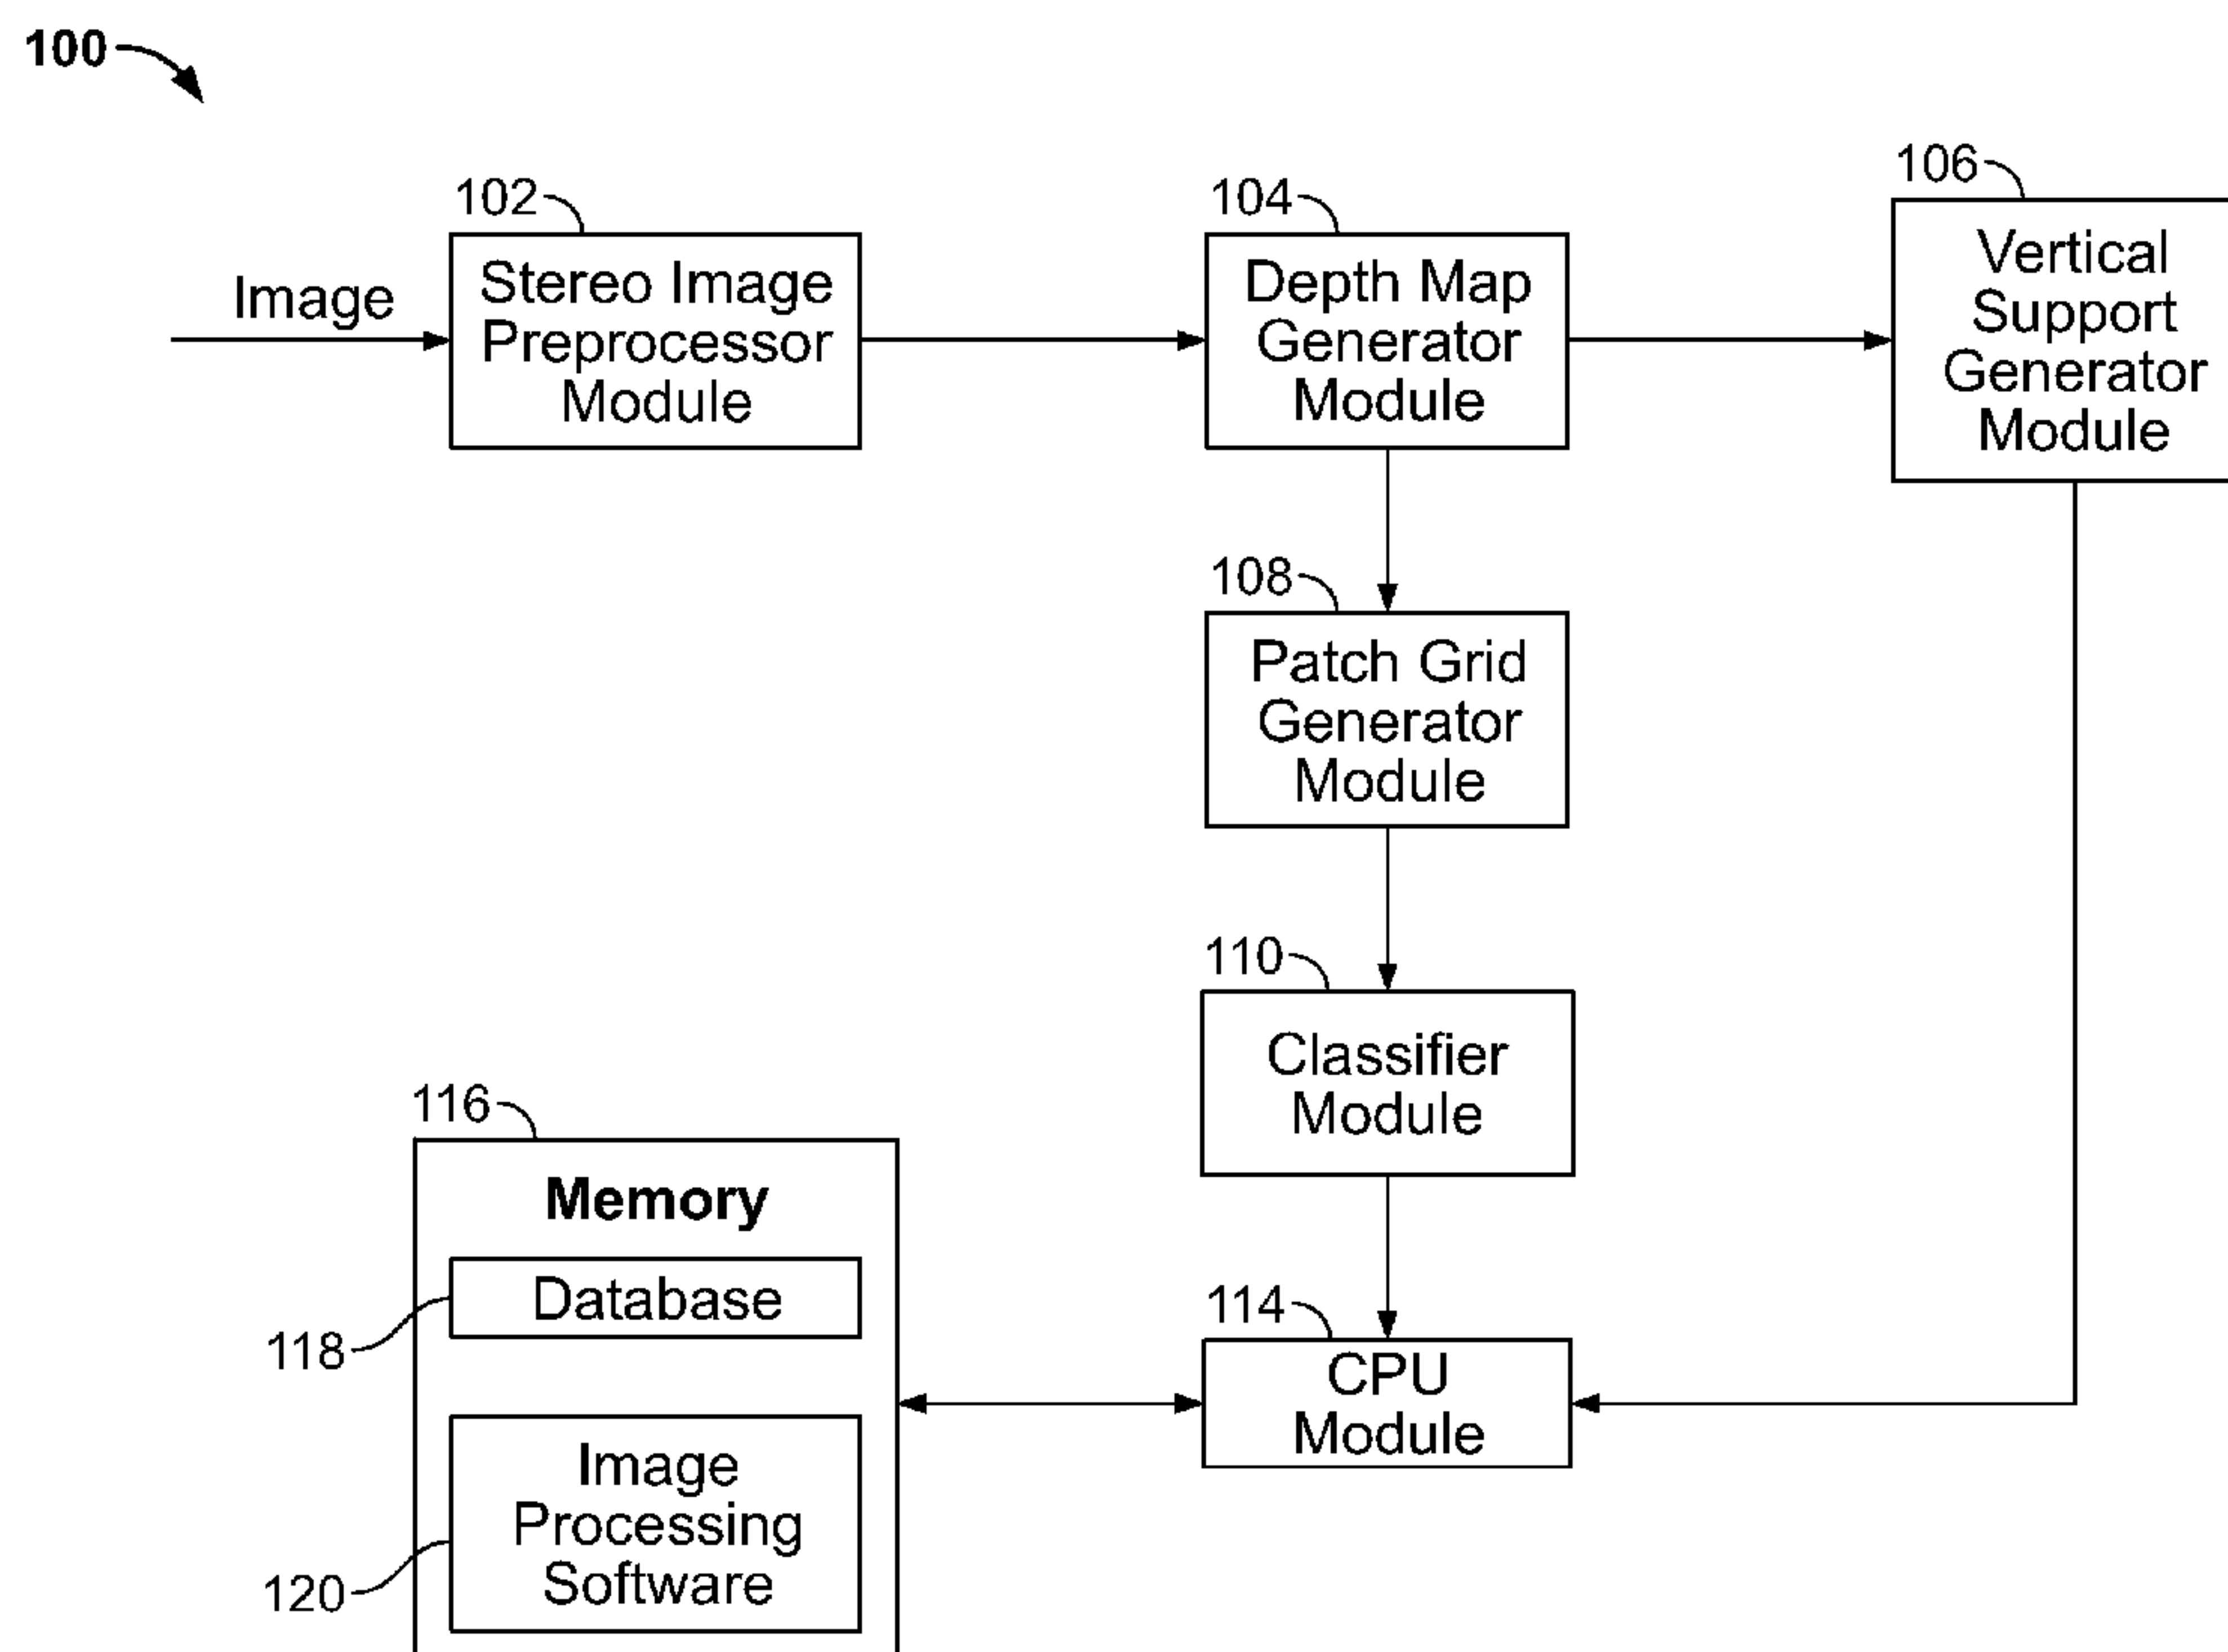 100
102
Stereo Image
Preprocessor
Module
Image
104
Depth Map
Generator
Module
106
Vertical
Support
Generator
Module
108
Patch Grid
Generator
Module
110
Classifier
Module
116
Memory
118
Database
120
Image
Processing
Software
114
CPU
Module